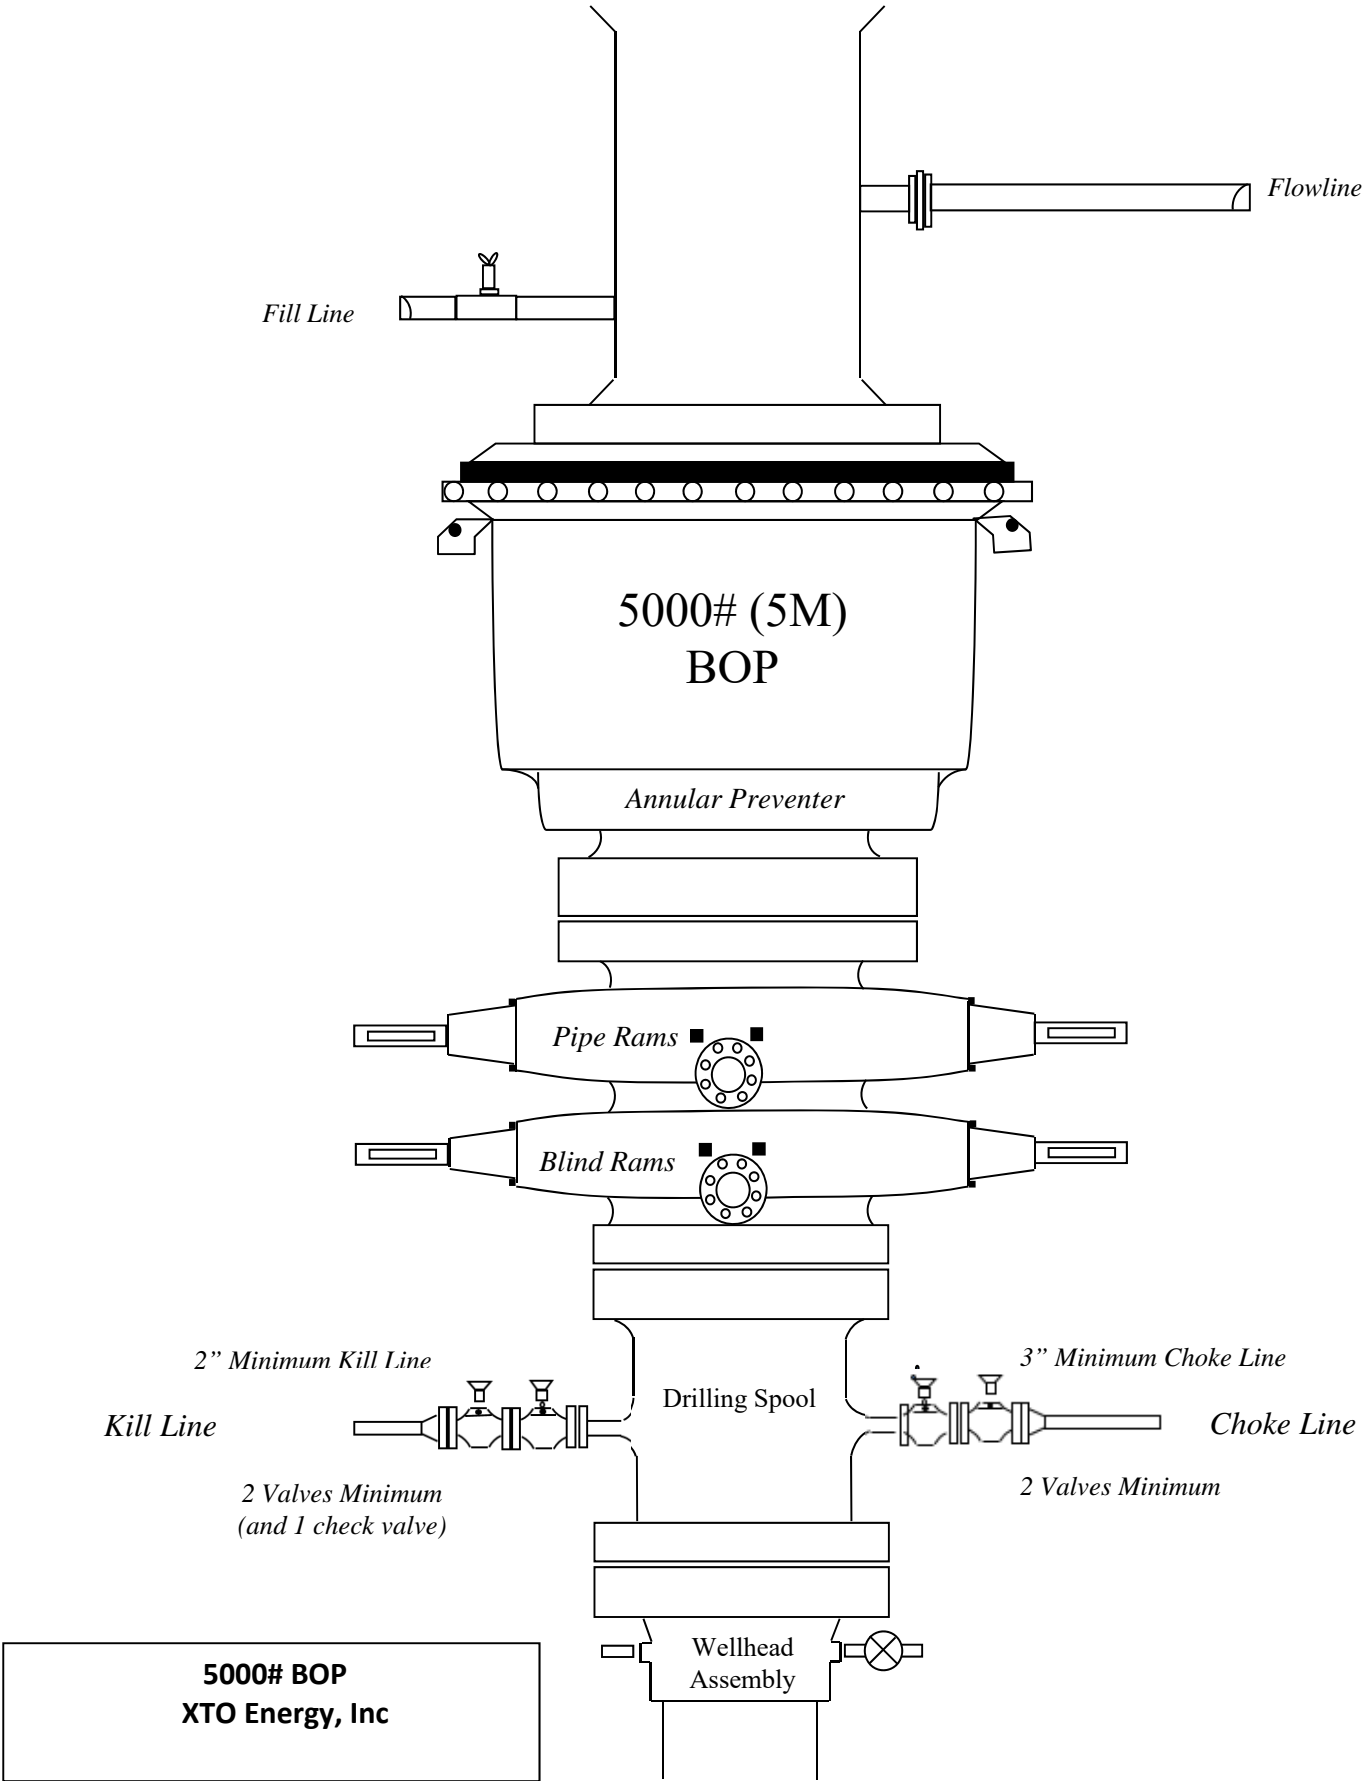 Flowline
Fill Line
5000# (5M)
BOP
Annular Preventer
Pipe Rams
Blind Rams
2” Minimum Kill Line
3” Minimum Choke Line
Drilling Spool
Kill Line
Choke Line
2 Valves Minimum
(and 1 check valve)
2 Valves Minimum
Wellhead
Assembly
5000# BOP
XTO Energy, Inc